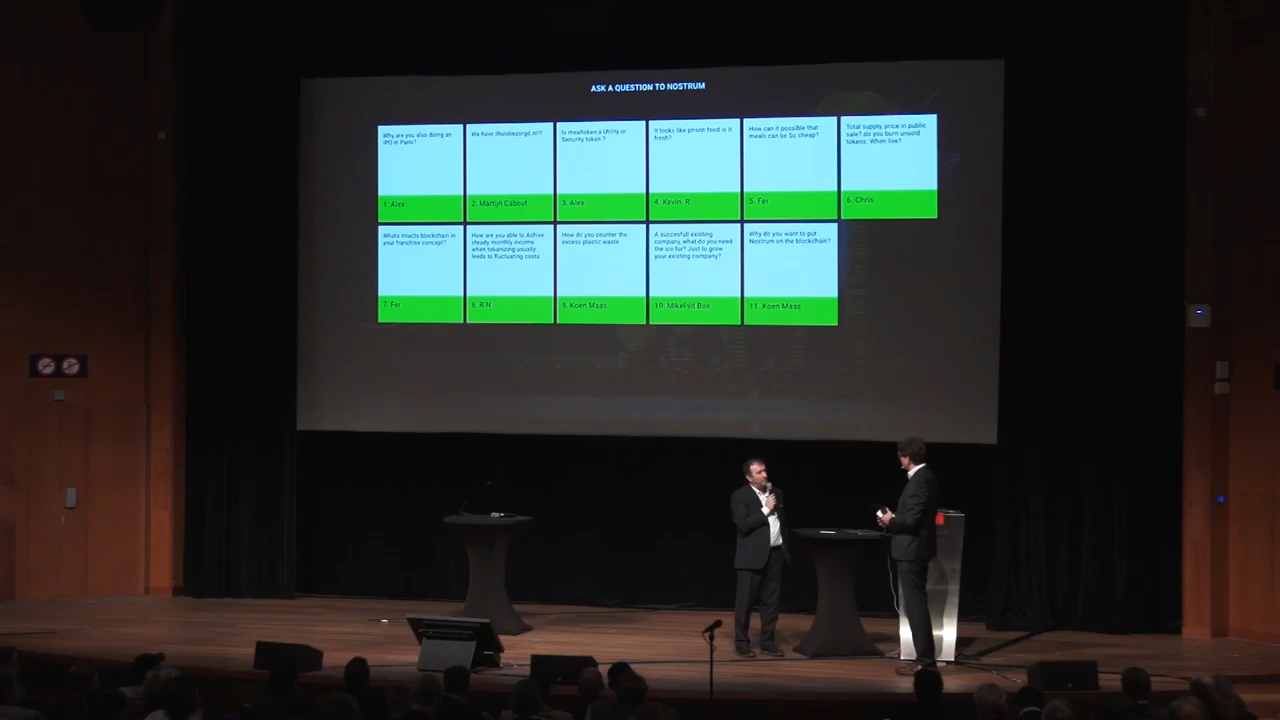 ASK A QUESTION TO NOSTRUM
Why are you also doing an
IPO in Paris?
1. Alex
We have thuisbezorgd.nl!!!
2. Martijn Cabout
Is mealtoken a Utility or
Security token ?
3. Alex
It looks like prison food is it
fresh?
4. Kevin. R
How can it possible that
meals can be So cheap?
5. Fer
Total supply, price in public
sale? do you burn unsold
tokens. When live?
6. Chris
Whats intacts blockchain in
your franchise concept?
7. Fer
How are you able to Achive
steady monthly income
when tokanizing usually
leeds to fluctuating costs
8. R.N
How do you counter the
excess plastic waste
9. Koen Maas
A succesfull existing
company, what do you need
the ico for? Just to grow
your existing company?
10. Mikel vd Bos
Why do you want to put
Nostrum on the blockchain?
11. Koen Maas